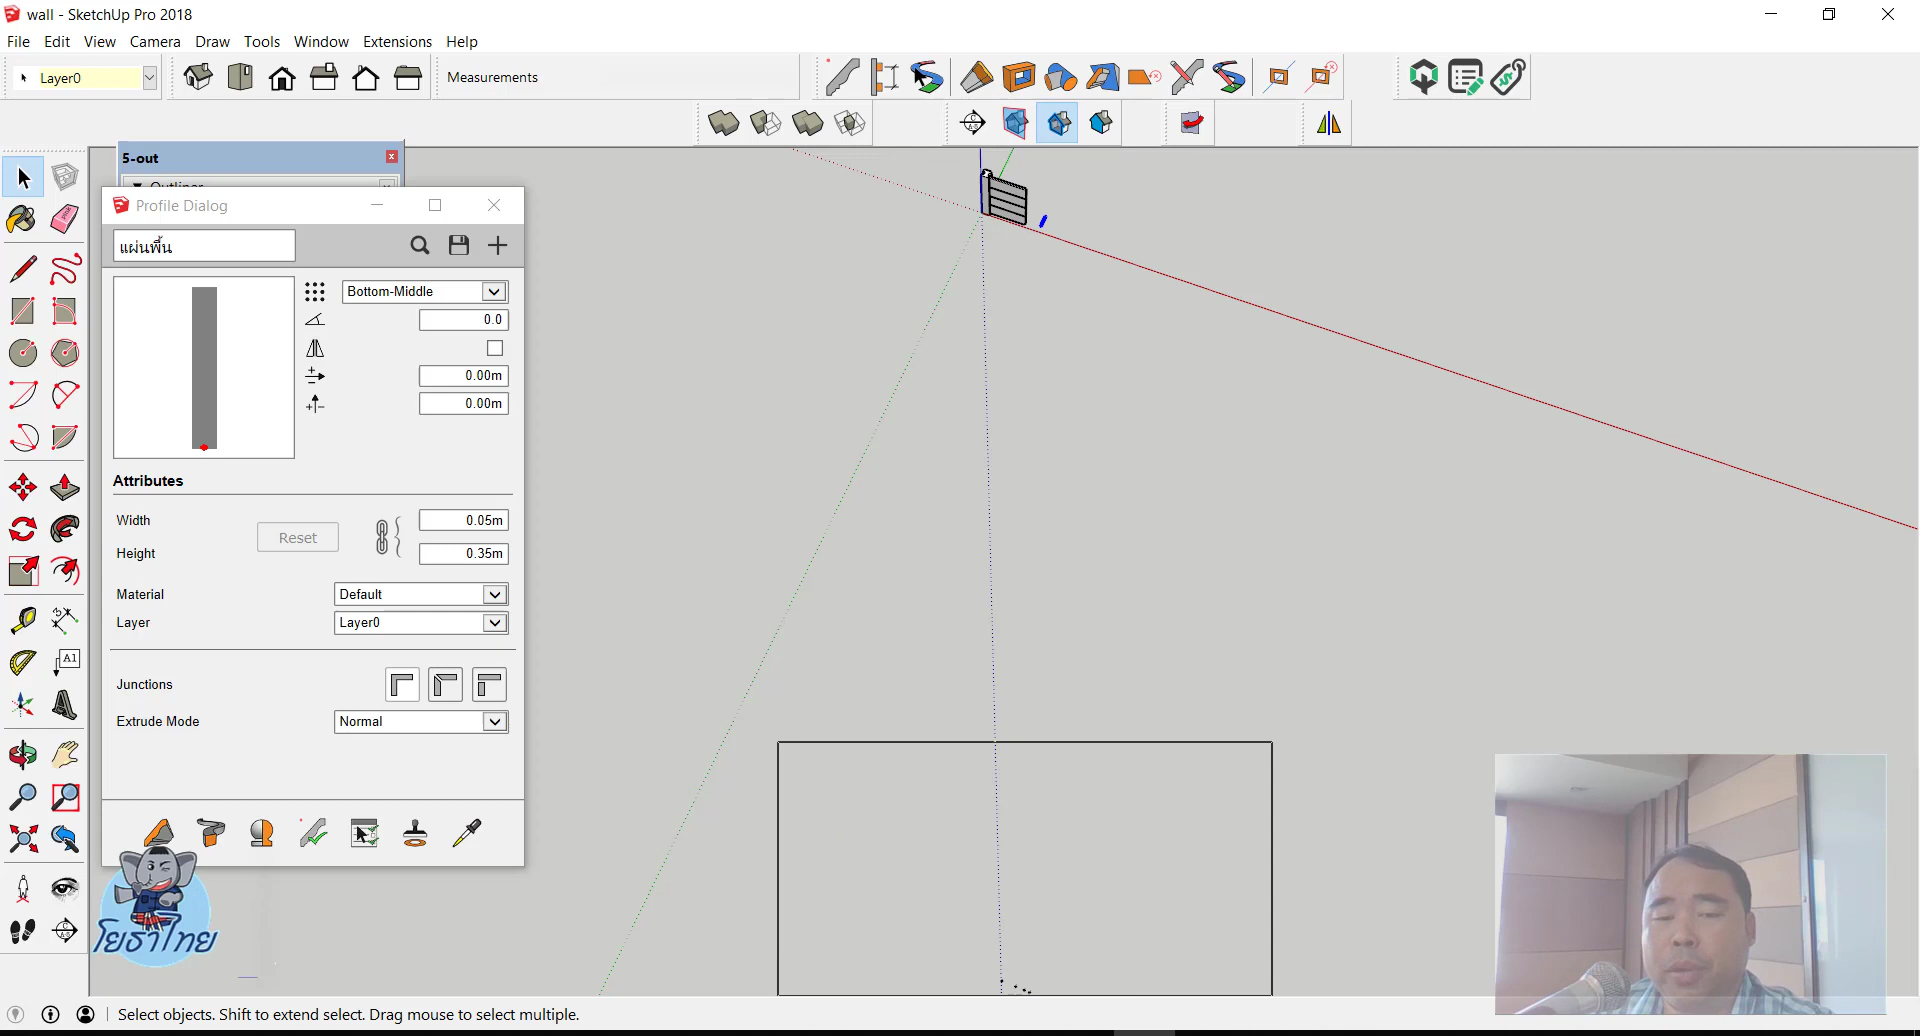 wall - SketchUp Pro 2018
File Edit View Camera Draw Tools Window Extensions Help
Layer0
Measurements
5-out
Outliner
Profile Dialog
แผ่นพื้น
Bottom-Middle
0.0
0.00m
0.00m
Attributes
Width 0.05m
Reset
Height 0.35m
Material Default
Layer Layer0
Junctions
Extrude Mode Normal
A1
โยธาไทย
Select objects. Shift to extend select. Drag mouse to select multiple.